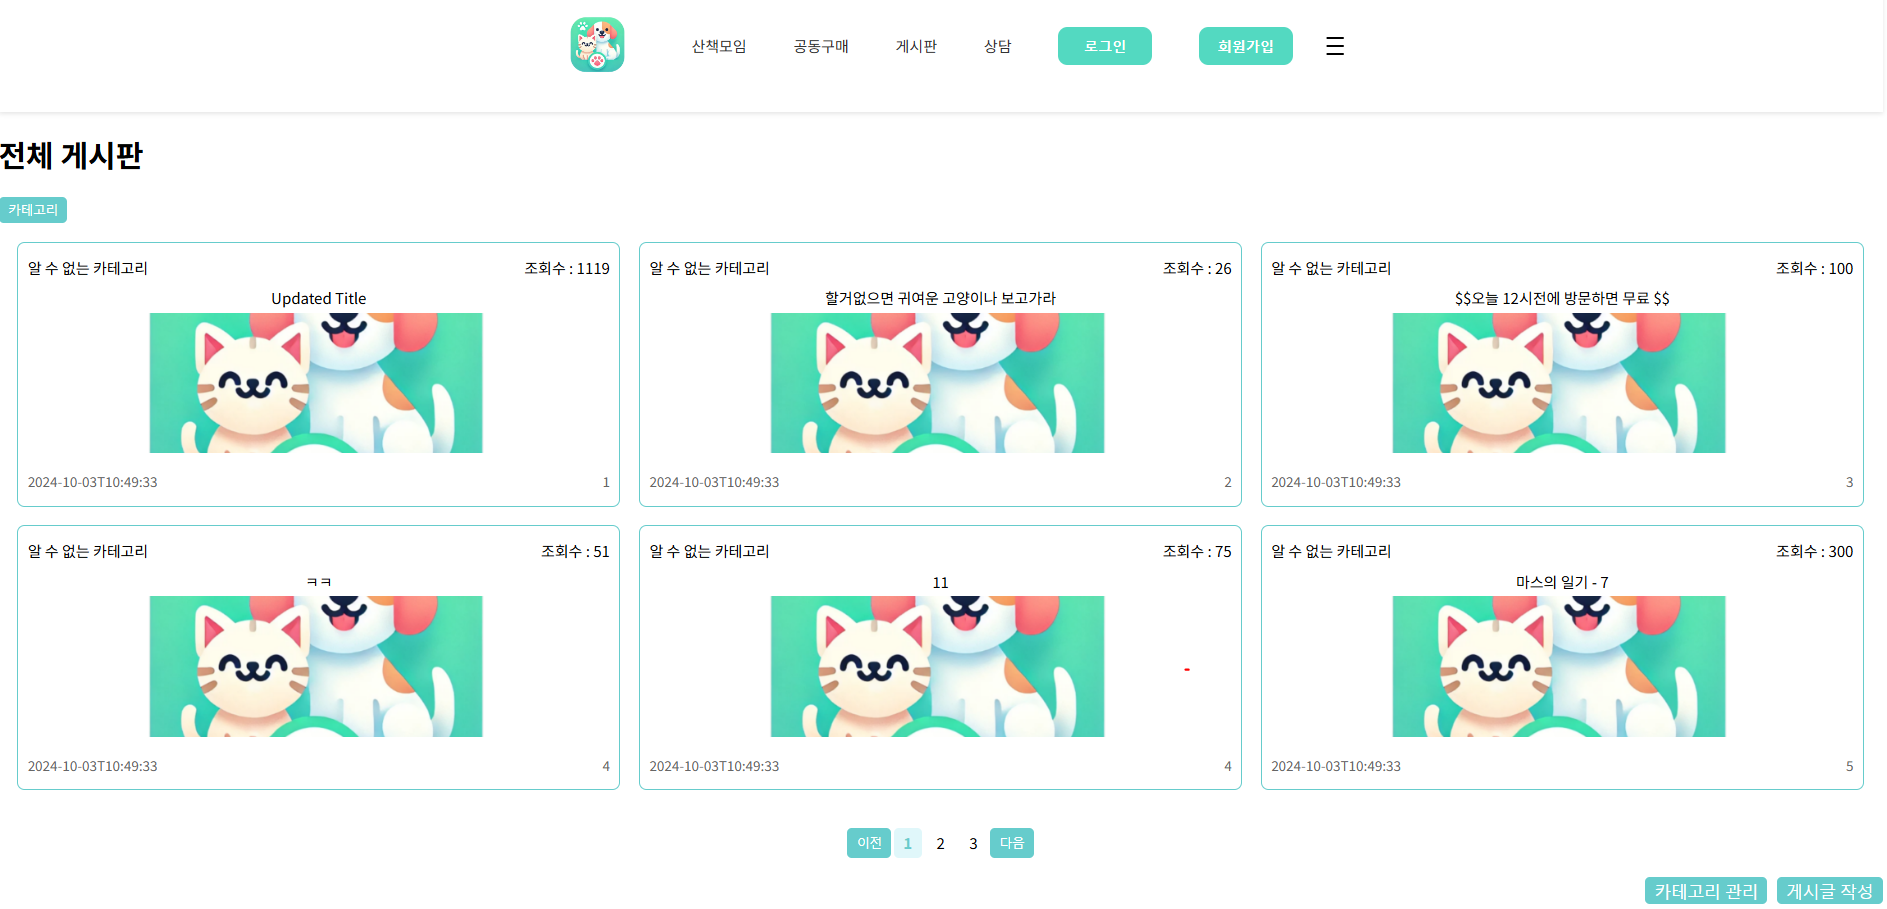 산책모임 공동구매 게시판 상담 로그인 회원가입
전체 게시판
카테고리
알 수 없는 카테고리 조회수 : 1119
Updated Title
2024-10-03T10:49:33 1
알 수 없는 카테고리 조회수 : 26
할거없으면 귀여운 고양이나 보고가라
2024-10-03T10:49:33 2
알 수 없는 카테고리 조회수 : 100
$$오늘 12시전에 방문하면 무료 $$
2024-10-03T10:49:33 3
알 수 없는 카테고리 조회수 : 51
ㅋㅋ
2024-10-03T10:49:33 4
알 수 없는 카테고리 조회수 : 75
11
-
2024-10-03T10:49:33 4
알 수 없는 카테고리 조회수 : 300
마스의 일기 - 7
2024-10-03T10:49:33 5
이전 1 2 3 다음
카테고리 관리 게시글 작성